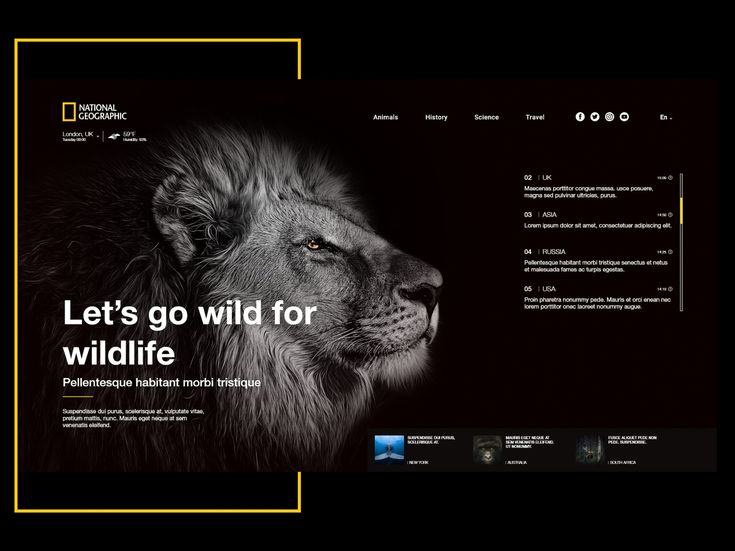 NATIONAL
GEOGRAPHIC
London, UK
Tuesday 09:00
59°F
Humidity 93%
Animals
History
Science
Travel
En
02 | UK
Maecenas porttitor congue massa. usce posuere,
magna sed pulvinar ultricies, purus.
03 | ASIA
14:50
Lorem ipsum dolor sit amet, consectetuer adipiscing elit.
04 | RUSSIA
14:25
Pellentesque habitant morbi tristique senectus et netus
et malesuada fames ac turpis egestas.
05 | USA
14:10
Proin pharetra nonummy pede. Mauris et orci enean nec
lorem porttitor onec laoreet nonummy augue.
Let's go wild for
wildlife
Pellentesque habitant morbi tristique
Suspendisse dui purus, scelerisque at, vulputate vitae,
pretium mattis, nunc. Mauris eget neque at sem
venenatis eleifend.
SUSPENDISSE DUI PURUS,
SCELERISQUE AT.
| NEW YORK
MAURIS EGET NEQUE AT
SEM VENENATIS ELEIFEND.
UT NONUMMY.
| AUSTRALIA
FUSCE ALIQUET PEDE NON
PEDE. SUSPENDISSE.
| SOUTH AFRICA